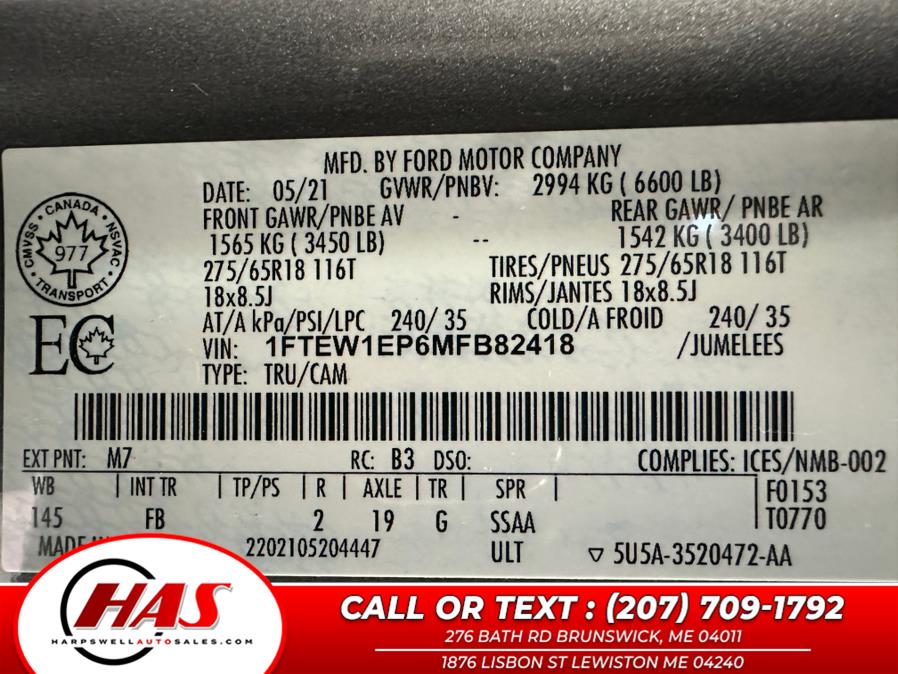 MFD. BY FORD MOTOR COMPANY
DATE: 05/21 GVWR/PNBV: 2994 KG ( 6600 LB)
FRONT GAWR/PNBE AV - REAR GAWR/ PNBE AR
1565 KG ( 3450 LB) -- 1542 KG ( 3400 LB)
275/65R18 116T TIRES/PNEUS 275/65R18 116T
18x8.5J RIMS/JANTES 18x8.5J
AT/A kPa/PSI/LPC 240/ 35 COLD/A FROID 240/ 35
VIN: 1FTEW1EP6MFB82418 /JUMELEES
TYPE: TRU/CAM
CANADA
CMVSS NSVAC
977
TRANSPORT
EC
EXT PNT: M7 RC: B3 DSO: COMPLIES: ICES/NMB-002
WB | INT TR | TP/PS | R | AXLE | TR | SPR | F0153
145 FB 2 19 G SSAA T0770
MADE 2202105204447 ULT ▽ 5U5A-3520472-AA
HAS
HARPSWELLAUTOSALES.COM
CALL OR TEXT : (207) 709-1792
276 BATH RD BRUNSWICK, ME 04011
1876 LISBON ST LEWISTON ME 04240